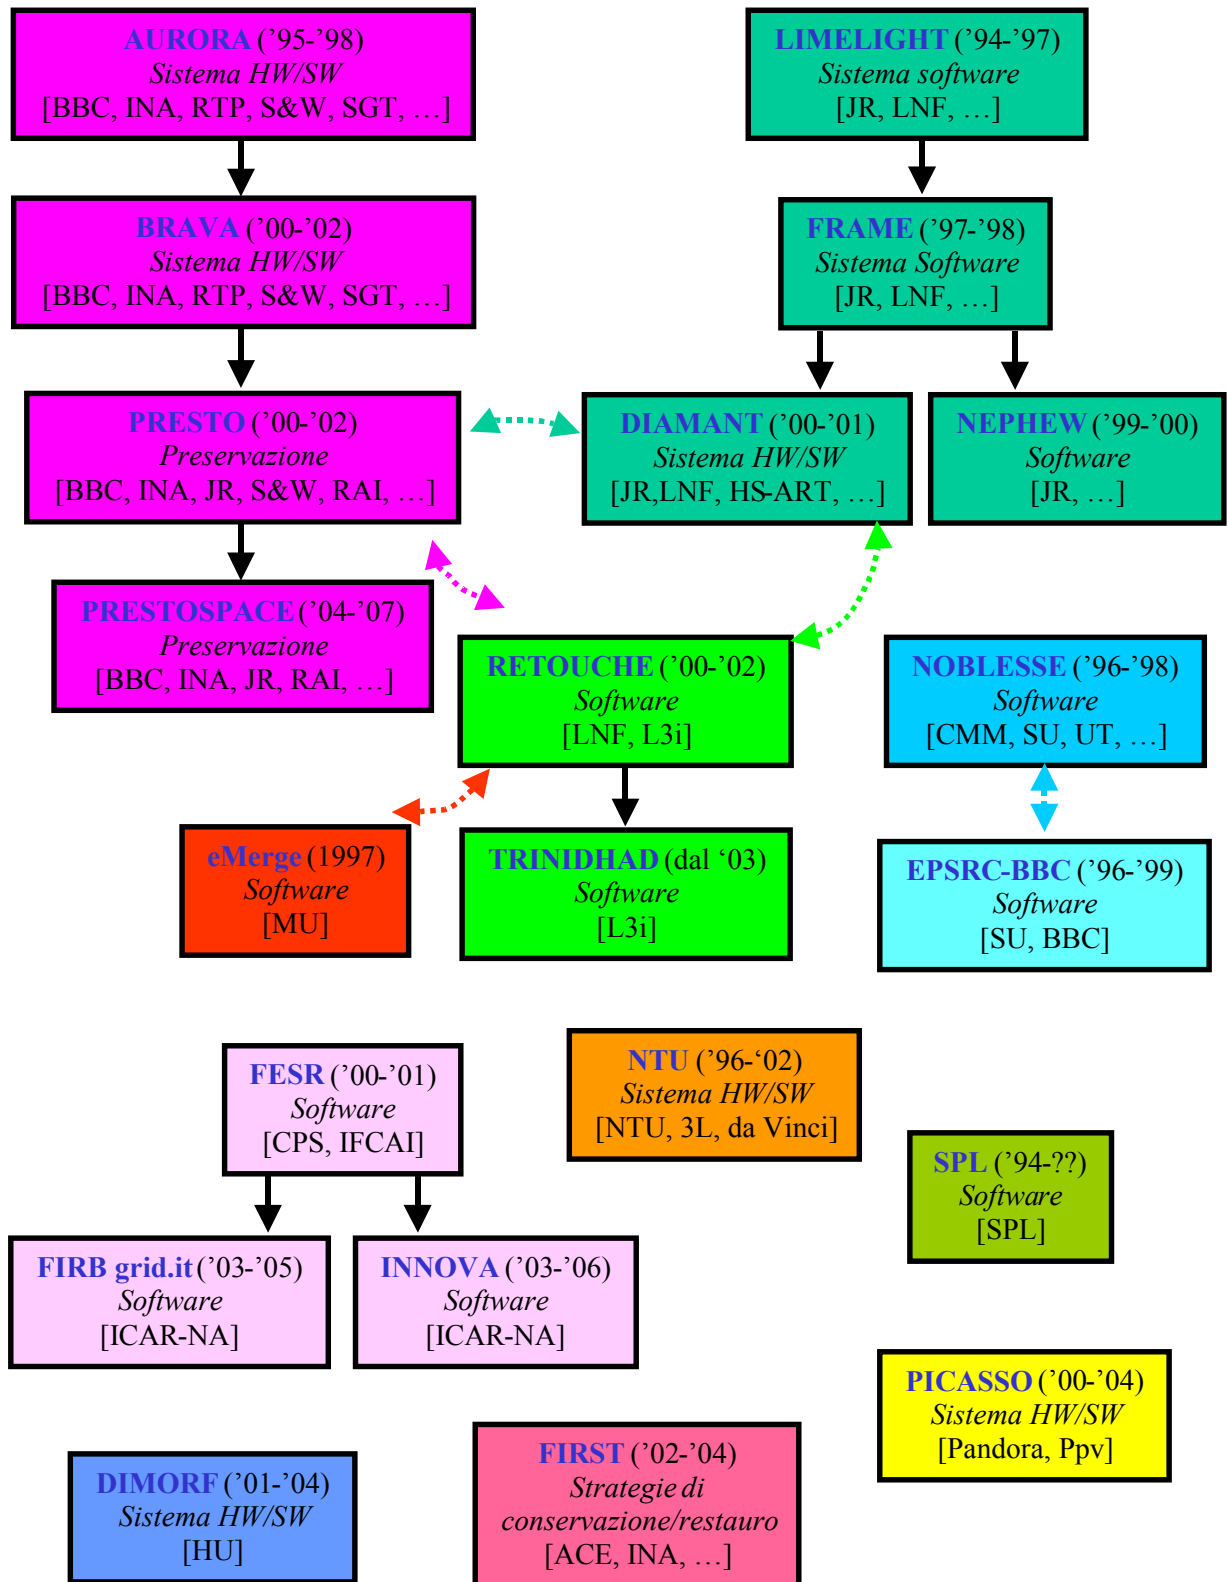 AURORA (’95-’98)
Sistema HW/SW
[BBC, INA, RTP, S&W, SGT, …]
LIMELIGHT (’94-’97)
Sistema software
[JR, LNF, …]
BRAVA (’00-’02)
Sistema HW/SW
[BBC, INA, RTP, S&W, SGT, …]
FRAME (’97-’98)
Sistema Software
[JR, LNF, …]
PRESTO (’00-’02)
Preservazione
[BBC, INA, JR, S&W, RAI, …]
DIAMANT (’00-’01)
Sistema HW/SW
[JR,LNF, HS-ART, …]
NEPHEW (’99-’00)
Software
[JR, …]
PRESTOSPACE (’04-’07)
Preservazione
[BBC, INA, JR, RAI, …]
RETOUCHE (’00-’02)
Software
[LNF, L3i]
NOBLESSE (’96-’98)
Software
[CMM, SU, UT, …]
eMerge (1997)
Software
[MU]
TRINIDHAD (dal ‘03)
Software
[L3i]
EPSRC-BBC (’96-’99)
Software
[SU, BBC]
FESR (’00-’01)
Software
[CPS, IFCAI]
NTU (’96-‘02)
Sistema HW/SW
[NTU, 3L, da Vinci]
SPL (’94-??)
Software
[SPL]
FIRB grid.it (’03-’05)
Software
[ICAR-NA]
INNOVA (’03-’06)
Software
[ICAR-NA]
PICASSO (’00-’04)
Sistema HW/SW
[Pandora, Ppv]
DIMORF (’01-’04)
Sistema HW/SW
[HU]
FIRST (’02-’04)
Strategie di
conservazione/restauro
[ACE, INA, …]